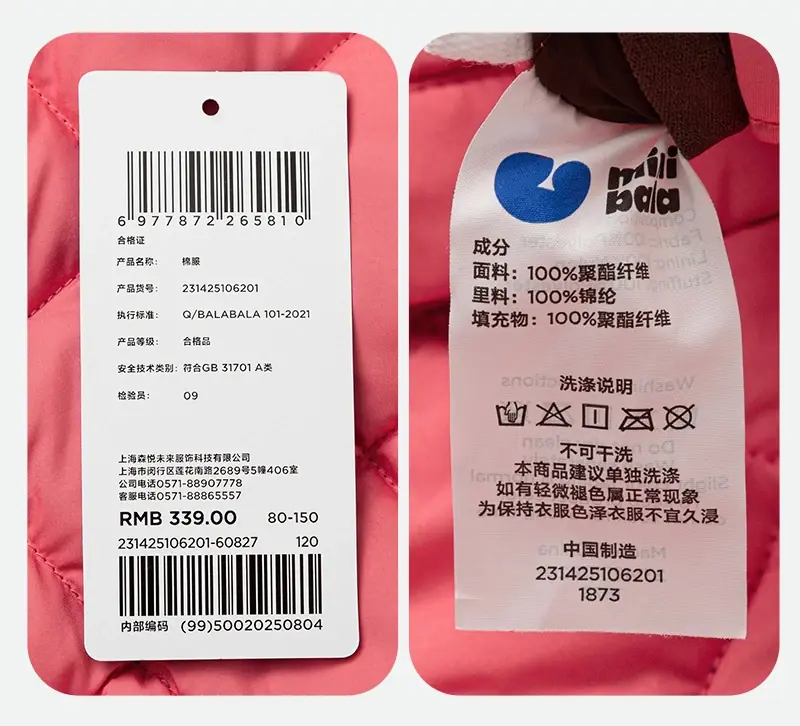 6 977872 265810
合格证
产品名称: 棉服
产品货号: 231425106201
执行标准: Q/BALABALA 101-2021
产品等级: 合格品
安全技术类别: 符合GB 31701 A类
检验员: 09
上海森悦未来服饰科技有限公司
上海市闵行区莲花南路2689号5幢406室
公司电话0571-88907778
客服电话0571-88865557
RMB 339.00 80-150
231425106201-60827 120
内部编码 (99)50020250804
mili
bala
成分
面料: 100%聚酯纤维
里料: 100%锦纶
填充物: 100%聚酯纤维
洗涤说明
不可干洗
本商品建议单独洗涤
如有轻微褪色属正常现象
为保持衣服色泽衣服不宜久浸
中国制造
231425106201
1873